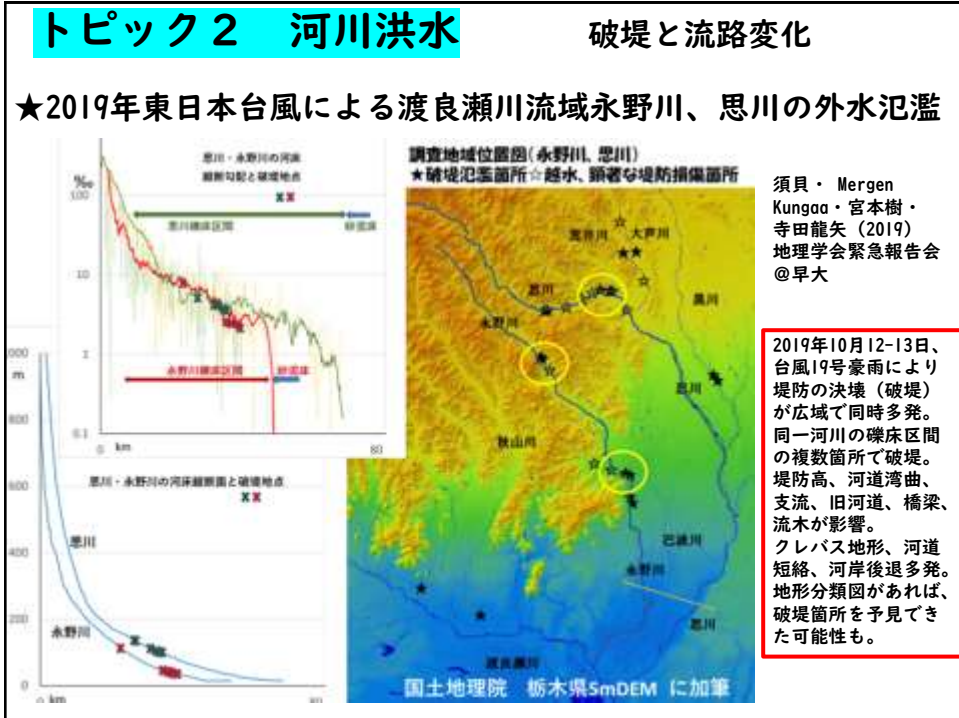 トピック2 河川洪水
破堤と流路変化
★2019年東日本台風による渡良瀬川流域永野川、思川の外水氾濫
思川・永野川の河床
縦断勾配と破堤地点
××
‰
100
10
1
0.1
思川礫床区間
砂泥床
永野川礫床区間
砂泥床
0 km
80
1000
m
800
600
400
200
0
思川・永野川の河床縦断図と破堤地点
××
思川
永野川
0 km
80
調査地域位置図(永野川、思川)
★破堤氾濫箇所☆越水、顕著な堤防損傷箇所
荒井川
大芦川
思川
黒川
永野川
思川
秋山川
巴波川
永野川
思川
渡良瀬川
国土地理院 栃木県5mDEM に加筆
須貝・ Mergen
Kungaa・宮本樹・
寺田龍矢(2019)
地理学会緊急報告会
@早大
2019年10月12-13日、
台風19号豪雨により
堤防の決壊(破堤)
が広域で同時多発。
同一河川の礫床区間
の複数箇所で破堤。
堤防高、河道湾曲、
支流、旧河道、橋梁、
流木が影響。
クレバス地形、河道
短絡、河岸後退多発。
地形分類図があれば、
破堤箇所を予見でき
た可能性も。